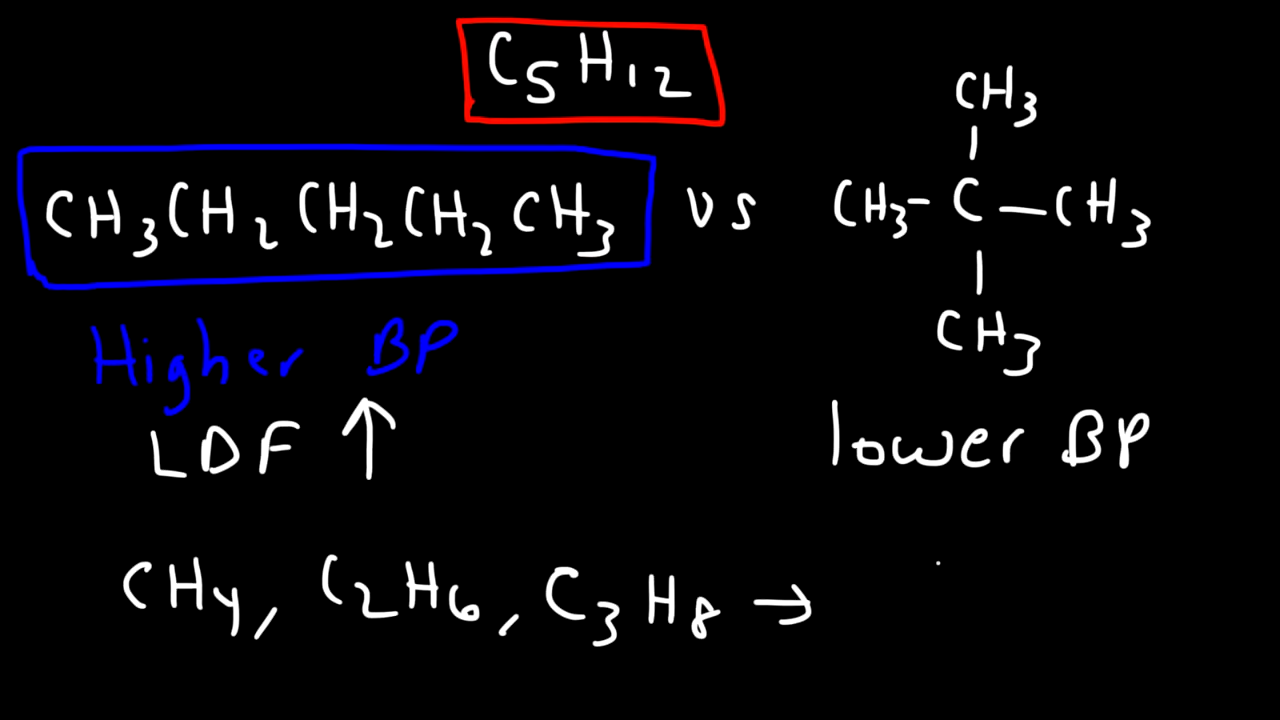 C5H12
CH3CH2CH2CH2CH3 vs
CH3
CH3-C-CH3
CH3
Higher BP
LDF ↑
lower BP
CH4, C2H6, C3H8 →